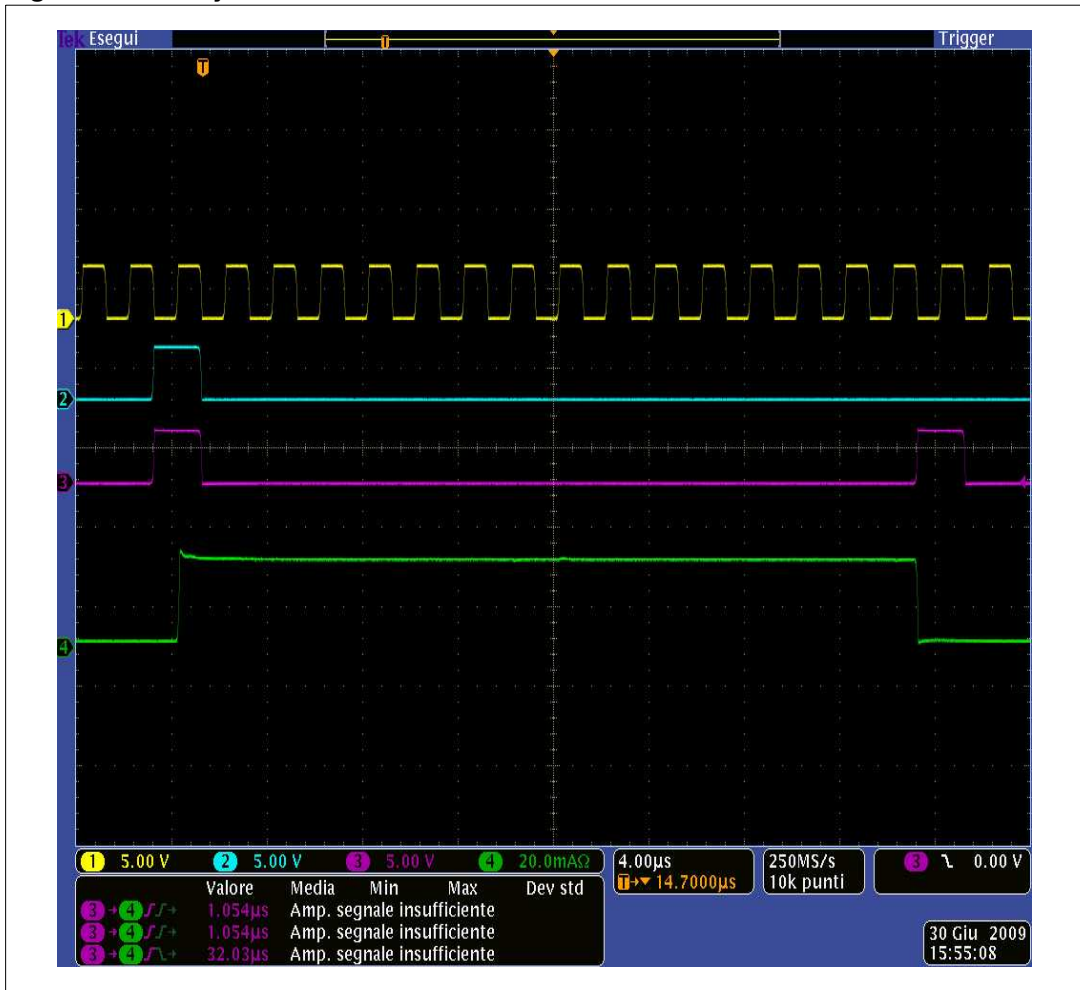 Tek Esegui Trigger
T
T
1
2
3
4
1 5.00 V 2 5.00 V 3 5.00 V 4 20.0mAΩ
4.00µs
T→▼ 14.7000µs
250MS/s
10k punti
3 0.00 V
Valore Media Min Max Dev std
3 → 4 1.054µs Amp. segnale insufficiente
3 → 4 1.054µs Amp. segnale insufficiente
3 → 4 32.03µs Amp. segnale insufficiente
30 Giu 2009
15:55:08